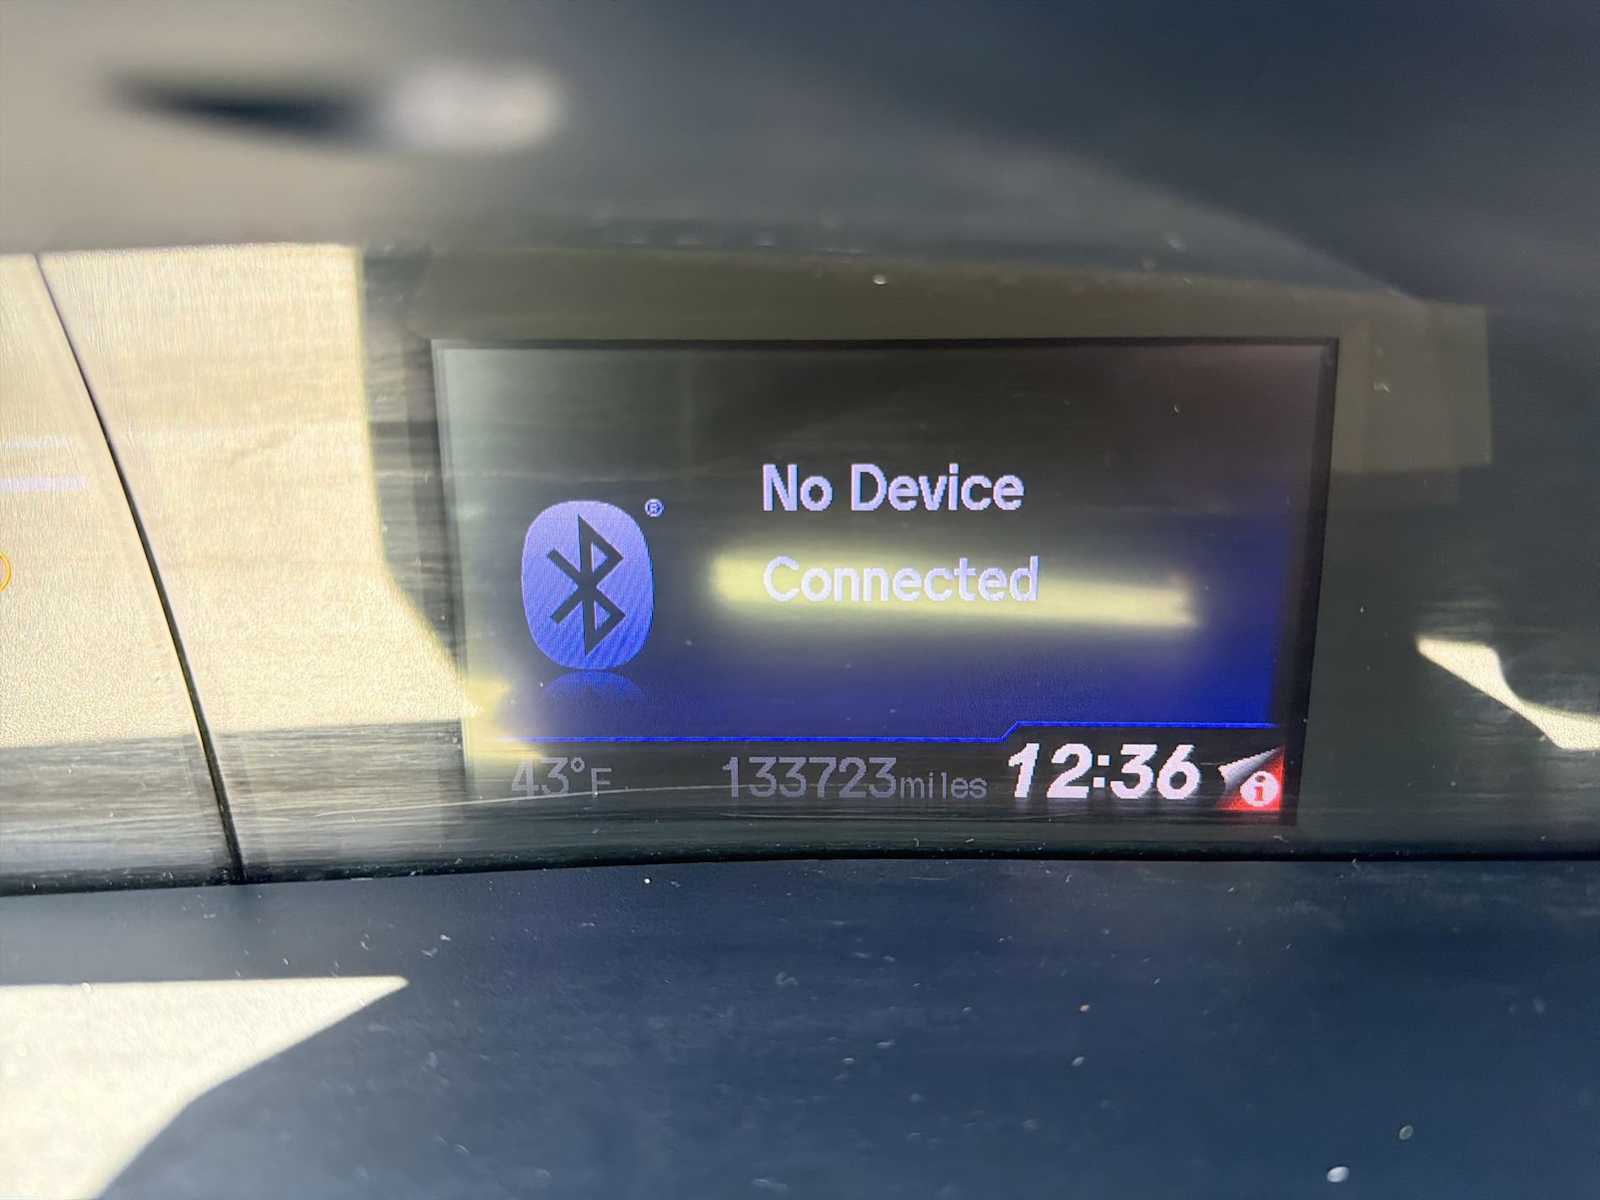 ®
No Device
Connected
43°F 133723miles 12:36 i